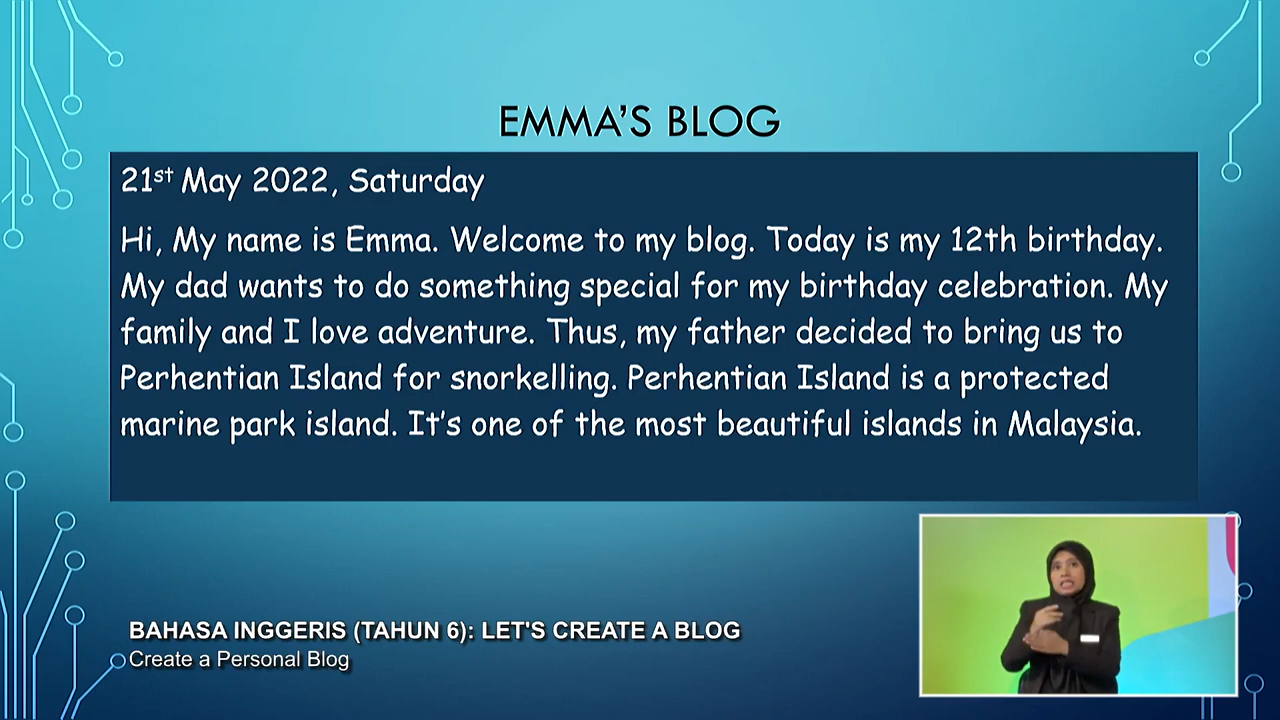 EMMA'S BLOG
21st May 2022, Saturday
Hi, My name is Emma. Welcome to my blog. Today is my 12th birthday.
My dad wants to do something special for my birthday celebration. My
family and I love adventure. Thus, my father decided to bring us to
Perhentian Island for snorkelling. Perhentian Island is a protected
marine park island. It's one of the most beautiful islands in Malaysia.
BAHASA INGGERIS (TAHUN 6): LET'S CREATE A BLOG
Create a Personal Blog